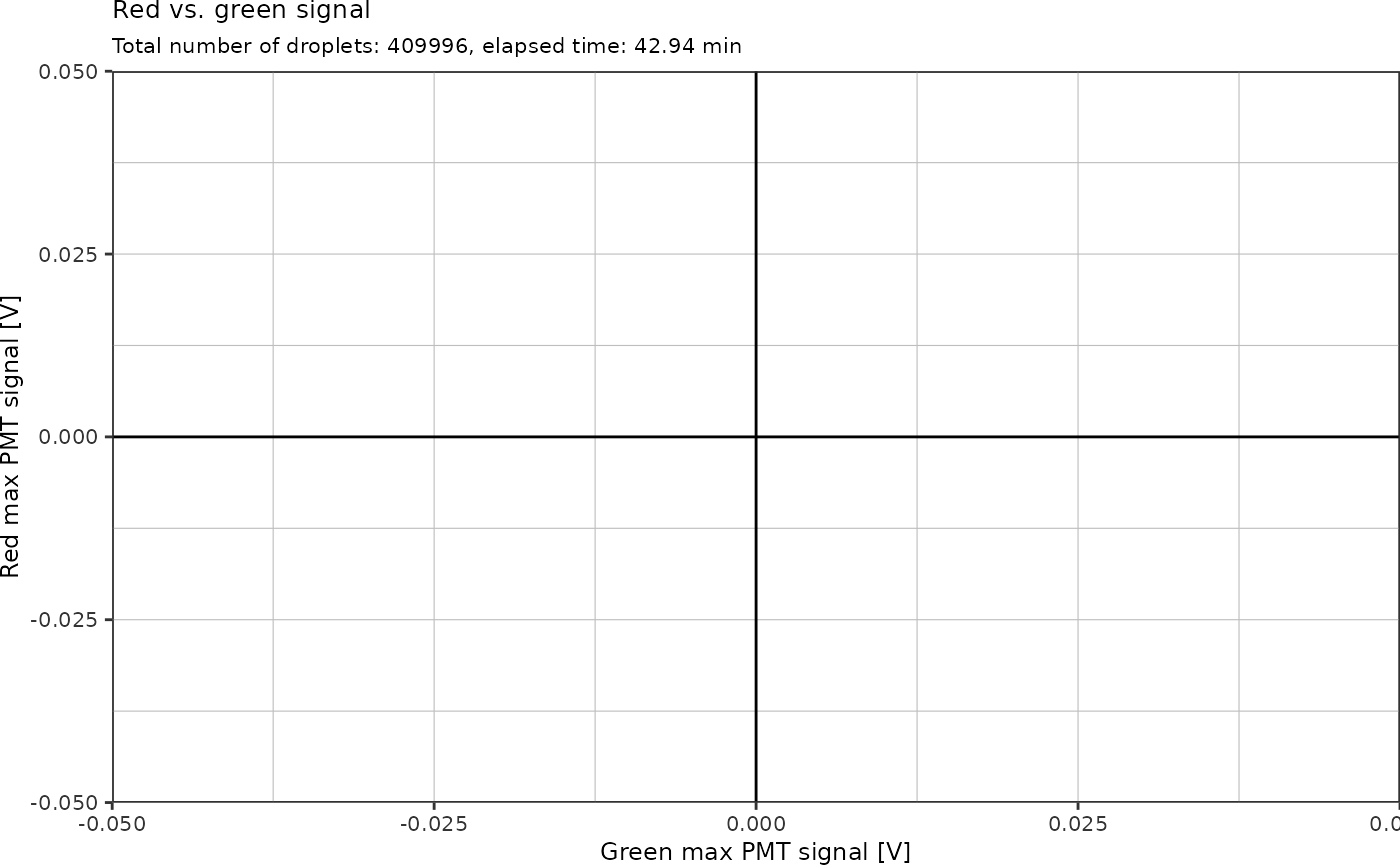 Red vs. green signal
Total number of droplets: 409996, elapsed time: 42.94 min
0.050
0.025
0.000
-0.025
-0.050
Red max PMT signal [V]
-0.050
-0.025
0.000
0.025
0.0
Green max PMT signal [V]